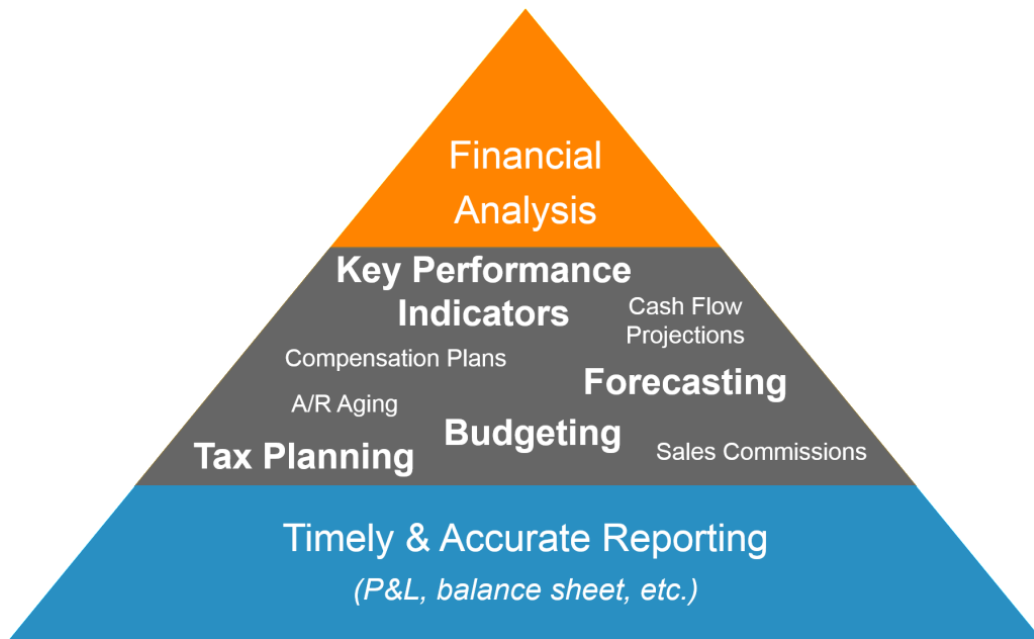 Financial
Analysis
Key Performance
Indicators
Cash Flow
Projections
Compensation Plans
Forecasting
A/R Aging
Budgeting
Tax Planning
Sales Commissions
Timely & Accurate Reporting
(P&L, balance sheet, etc.)